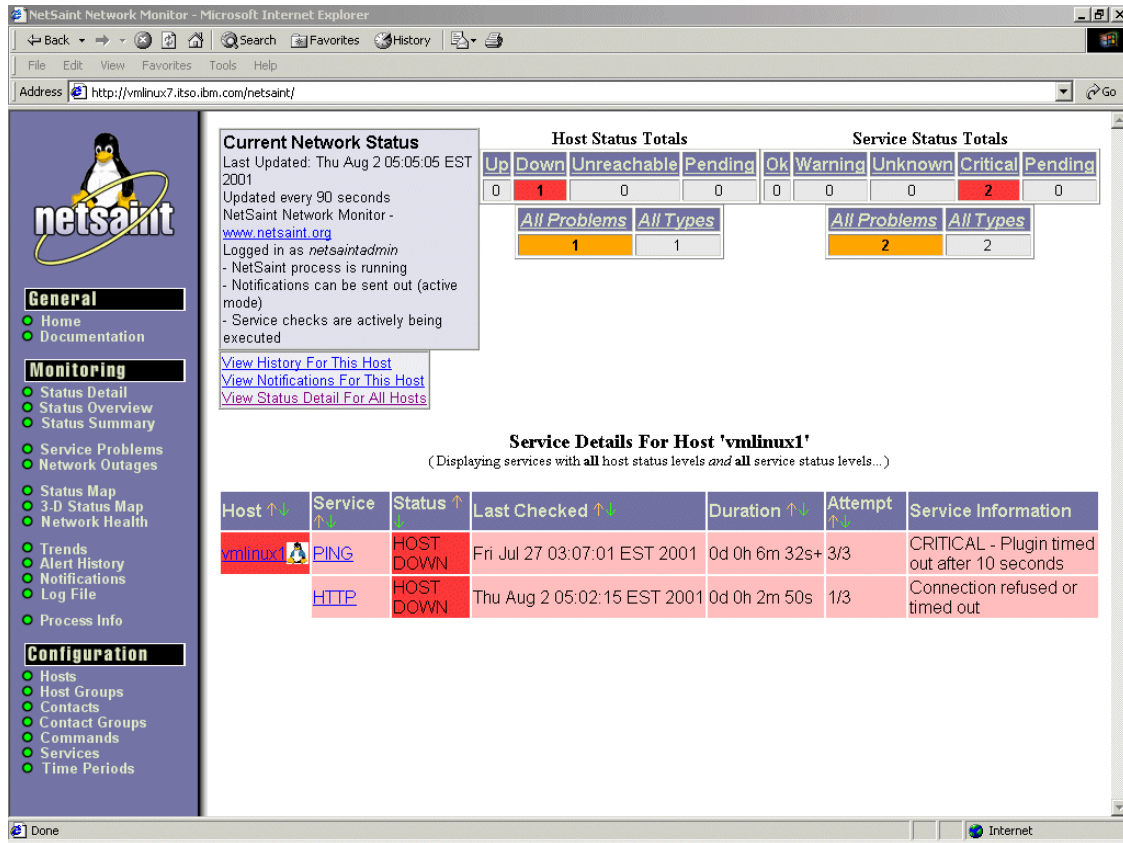 NetSaint Network Monitor - Microsoft Internet Explorer
Back
Search
Favorites
History
File Edit View Favorites Tools Help
Address http://vmlinux7.itso.ibm.com/netsaint/
Go
netsaint
General
Home
Documentation
Monitoring
Status Detail
Status Overview
Status Summary
Service Problems
Network Outages
Status Map
3-D Status Map
Network Health
Trends
Alert History
Notifications
Log File
Process Info
Configuration
Hosts
Host Groups
Contacts
Contact Groups
Commands
Services
Time Periods
Current Network Status
Last Updated: Thu Aug 2 05:05:05 EST
2001
Updated every 90 seconds
NetSaint Network Monitor -
www.netsaint.org
Logged in as netsaintadmin
- NetSaint process is running
- Notifications can be sent out (active
mode)
- Service checks are actively being
executed
View History For This Host
View Notifications For This Host
View Status Detail For All Hosts
Host Status Totals
Up Down Unreachable Pending
0 1 0 0
All Problems All Types
1 1
Service Status Totals
Ok Warning Unknown Critical Pending
0 0 0 2 0
All Problems All Types
2 2
Service Details For Host 'vmlinux1'
( Displaying services with all host status levels and all service status levels... )
Host ↑↓ Service ↑↓ Status ↑↓ Last Checked ↑↓ Duration ↑↓ Attempt ↑↓ Service Information
vmlinux1 PING HOST DOWN Fri Jul 27 03:07:01 EST 2001 0d 0h 6m 32s+ 3/3 CRITICAL - Plugin timed out after 10 seconds
HTTP HOST DOWN Thu Aug 2 05:02:15 EST 2001 0d 0h 2m 50s 1/3 Connection refused or timed out
Done
Internet